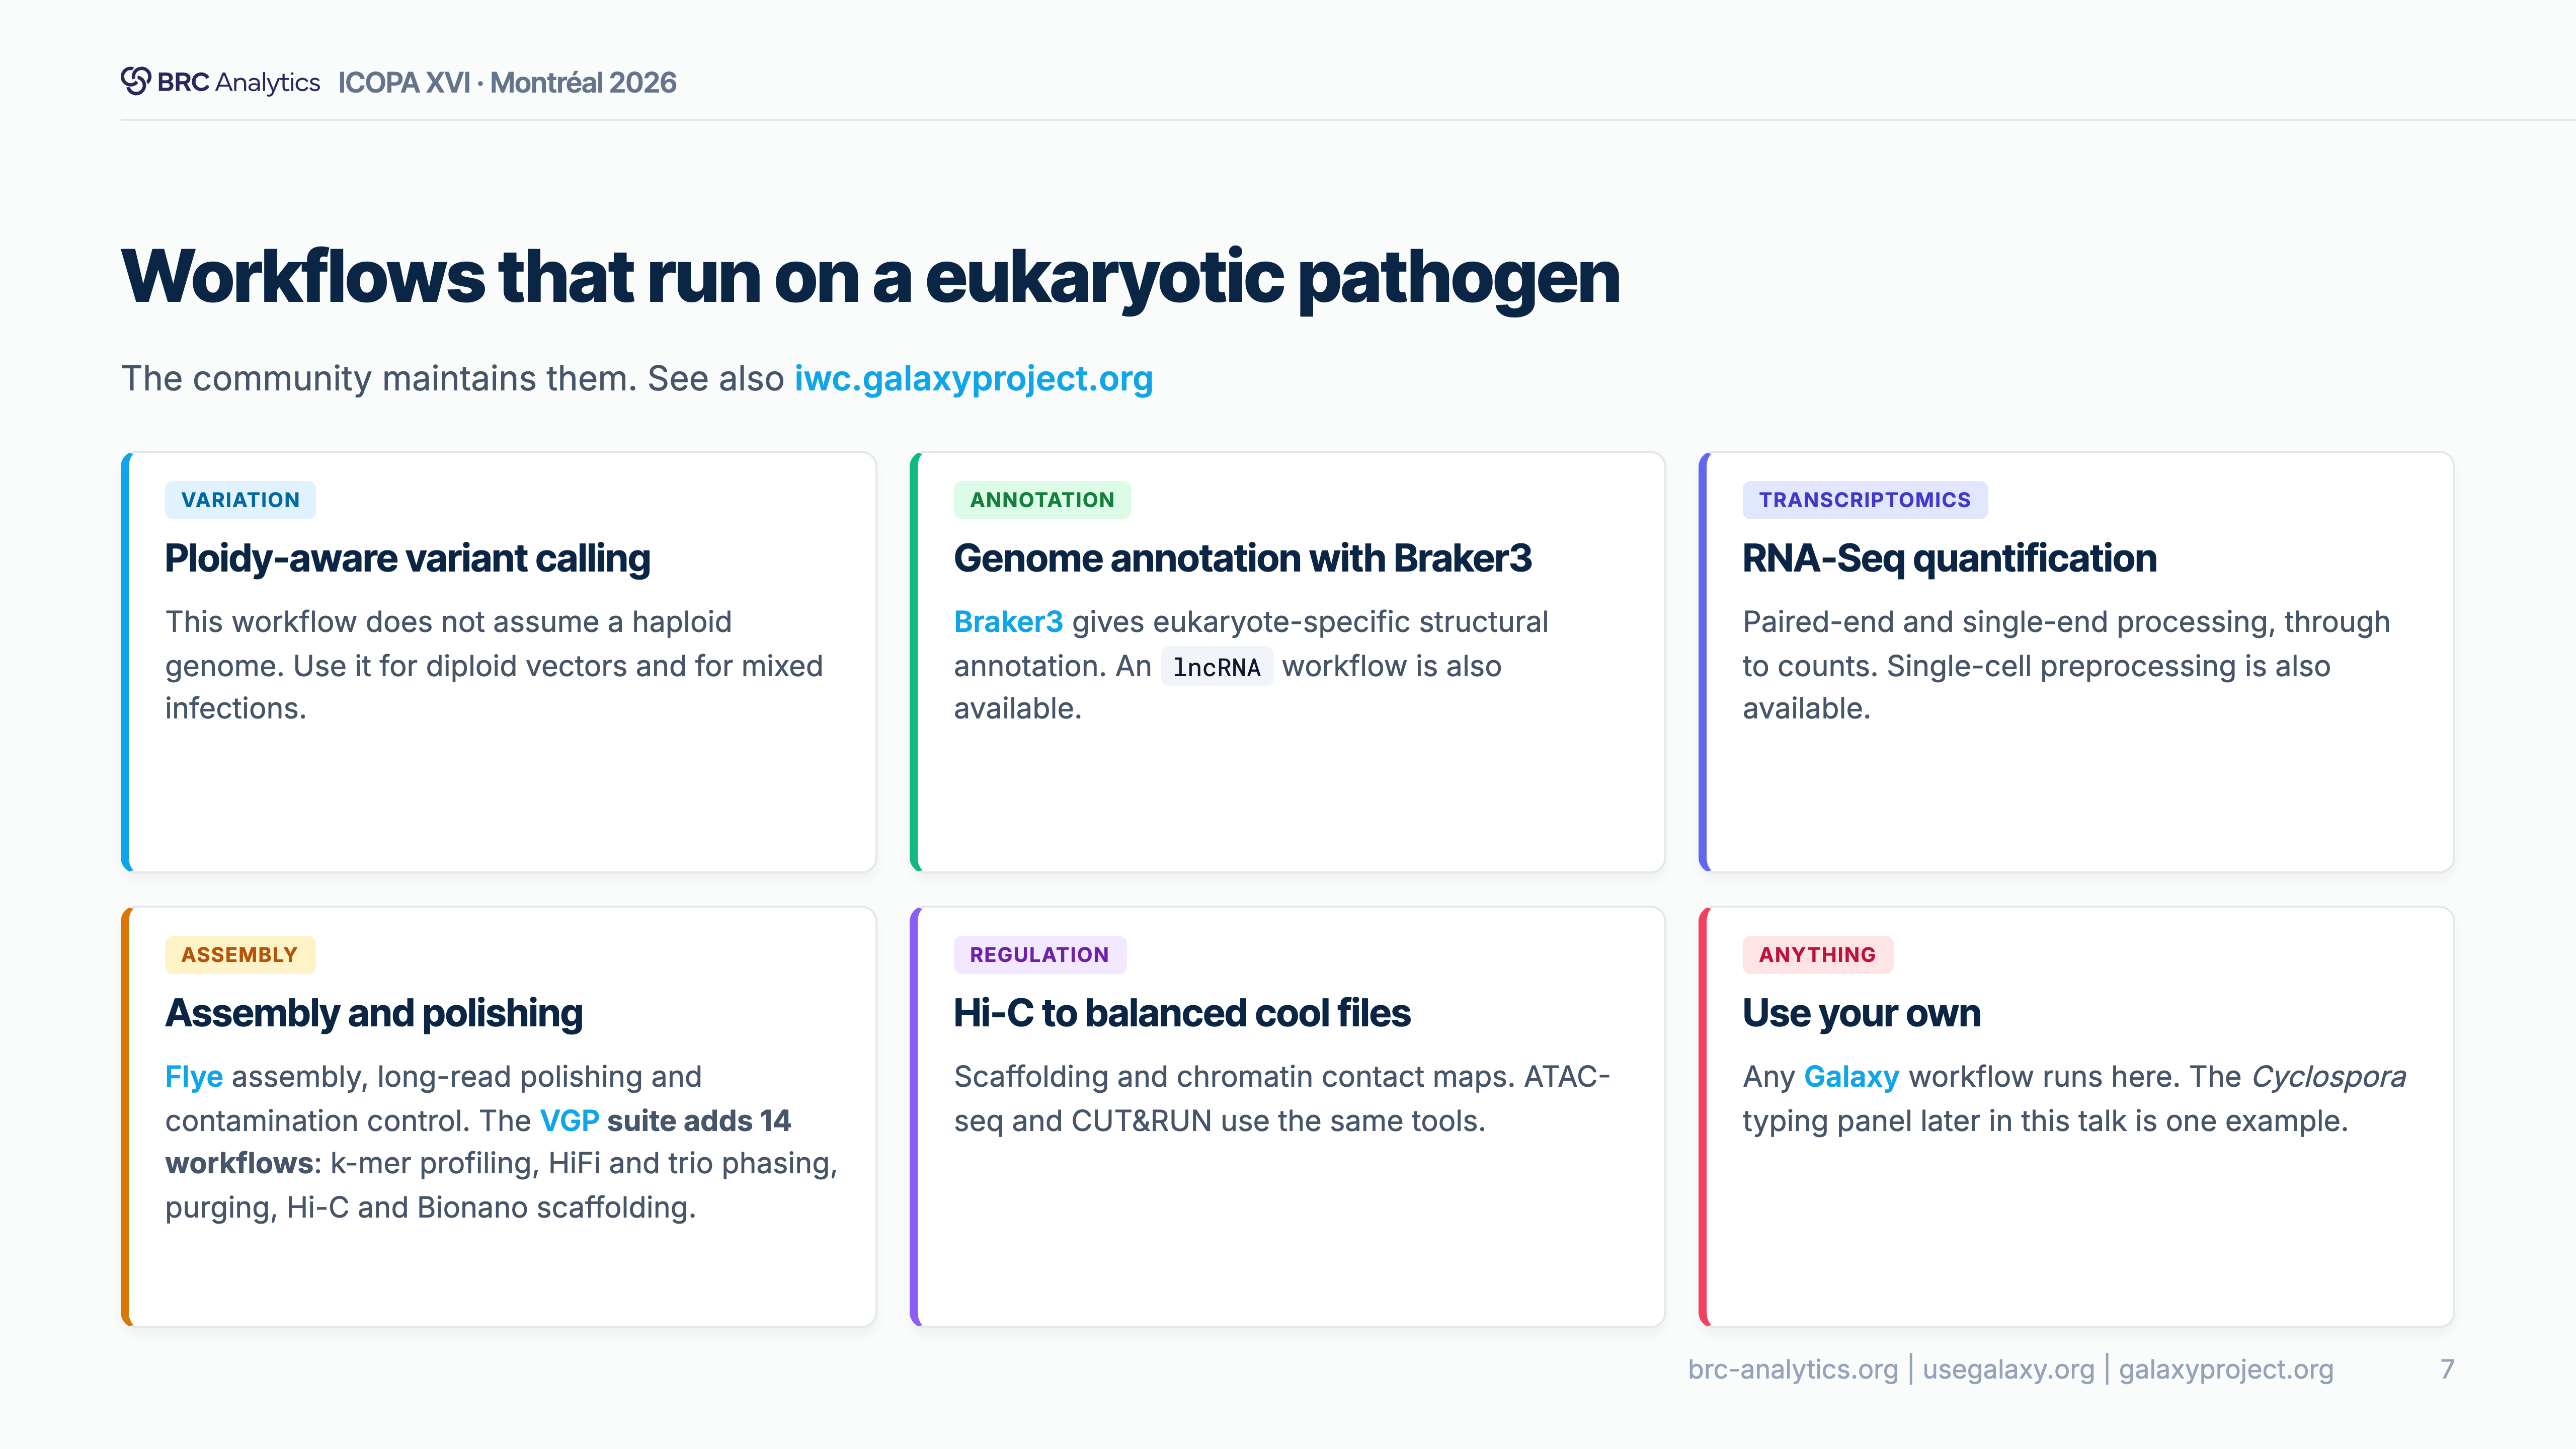 BRC Analytics ICOPA XVI · Montréal 2026
Workflows that run on a eukaryotic pathogen
The community maintains them. See also iwc.galaxyproject.org
VARIATION
Ploidy-aware variant calling
This workflow does not assume a haploid
genome. Use it for diploid vectors and for mixed
infections.
ANNOTATION
Genome annotation with Braker3
Braker3 gives eukaryote-specific structural
annotation. An lncRNA workflow is also
available.
TRANSCRIPTOMICS
RNA-Seq quantification
Paired-end and single-end processing, through
to counts. Single-cell preprocessing is also
available.
ASSEMBLY
Assembly and polishing
Flye assembly, long-read polishing and
contamination control. The VGP suite adds 14
workflows: k-mer profiling, HiFi and trio phasing,
purging, Hi-C and Bionano scaffolding.
REGULATION
Hi-C to balanced cool files
Scaffolding and chromatin contact maps. ATAC-
seq and CUT&RUN use the same tools.
ANYTHING
Use your own
Any Galaxy workflow runs here. The Cyclospora
typing panel later in this talk is one example.
brc-analytics.org | usegalaxy.org | galaxyproject.org 7